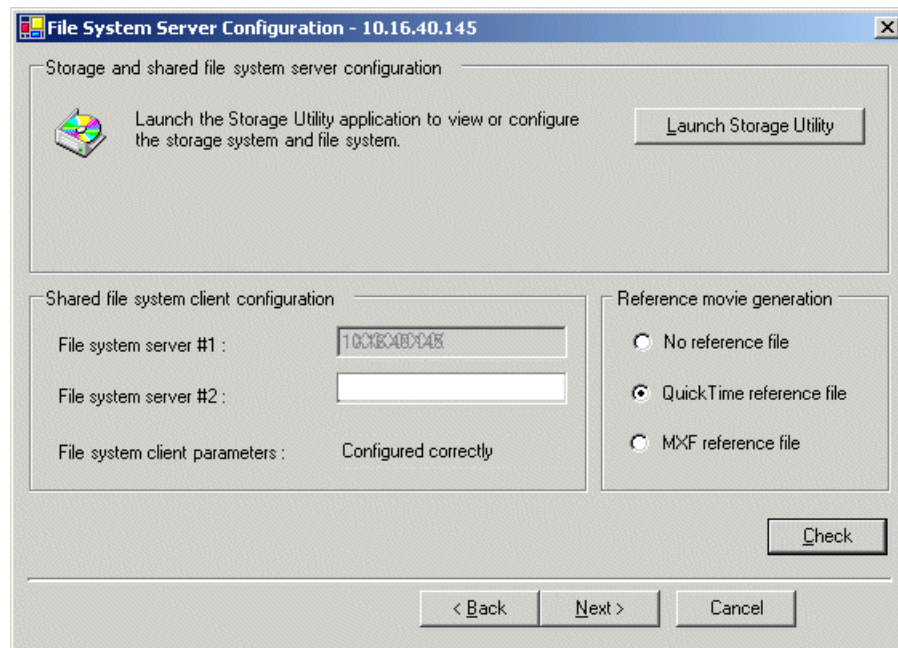 File System Server Configuration - 10.16.40.145
Storage and shared file system server configuration
Launch the Storage Utility application to view or configure
the storage system and file system.
Launch Storage Utility
Shared file system client configuration
File system server #1 :
File system server #2 :
File system client parameters :
Configured correctly
Reference movie generation
No reference file
QuickTime reference file
MXF reference file
Check
< Back
Next >
Cancel